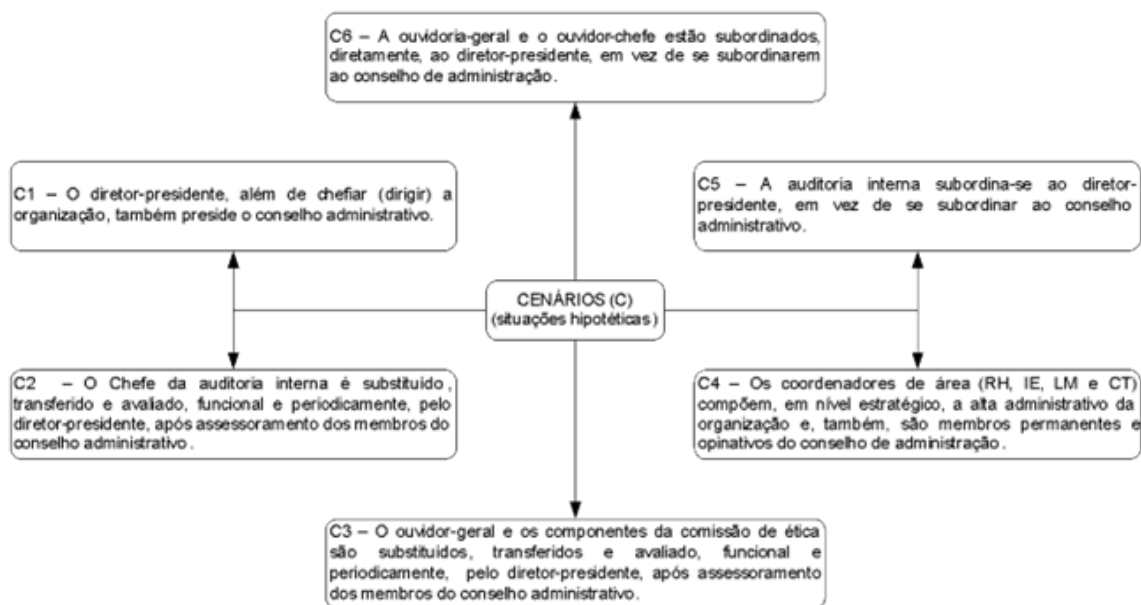 C6 – A ouvidoria-geral e o ouvidor-chefe estão subordinados,
diretamente, ao diretor-presidente, em vez de se subordinarem
ao conselho de administração.
C1 – O diretor-presidente, além de chefiar (dirigir) a
organização, também preside o conselho administrativo.
C5 – A auditoria interna subordina-se ao diretor-
presidente, em vez de se subordinar ao conselho
administrativo.
CENÁRIOS (C)
(situações hipotéticas)
C2 – O Chefe da auditoria interna é substituído,
transferido e avaliado, funcional e periodicamente, pelo
diretor-presidente, após assessoramento dos membros do
conselho administrativo.
C4 – Os coordenadores de área (RH, IE, LM e CT)
compõem, em nível estratégico, a alta administrativo da
organização e, também, são membros permanentes e
opinativos do conselho de administração.
C3 – O ouvidor-geral e os componentes da comissão de ética
são substituidos, transferidos e avaliado, funcional e
periodicamente, pelo diretor-presidente, após assessoramento
dos membros do conselho administrativo.